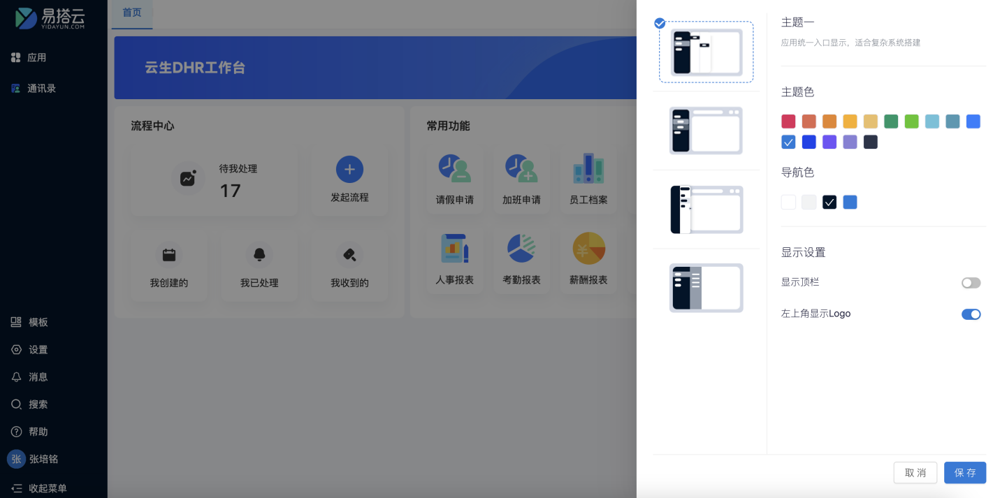 易搭云
YIDAYUN.COM
应用
通讯录
模板
设置
消息
搜索
帮助
张 张培铭
收起菜单
首页
云生DHR工作台
流程中心
待我处理
17
发起流程
我创建的
我已处理
我收到的
常用功能
请假申请
加班申请
员工档案
人事报表
考勤报表
薪酬报表
主题一
应用统一入口显示，适合复杂系统搭建
主题色
导航色
显示设置
显示顶栏
左上角显示Logo
取 消
保 存